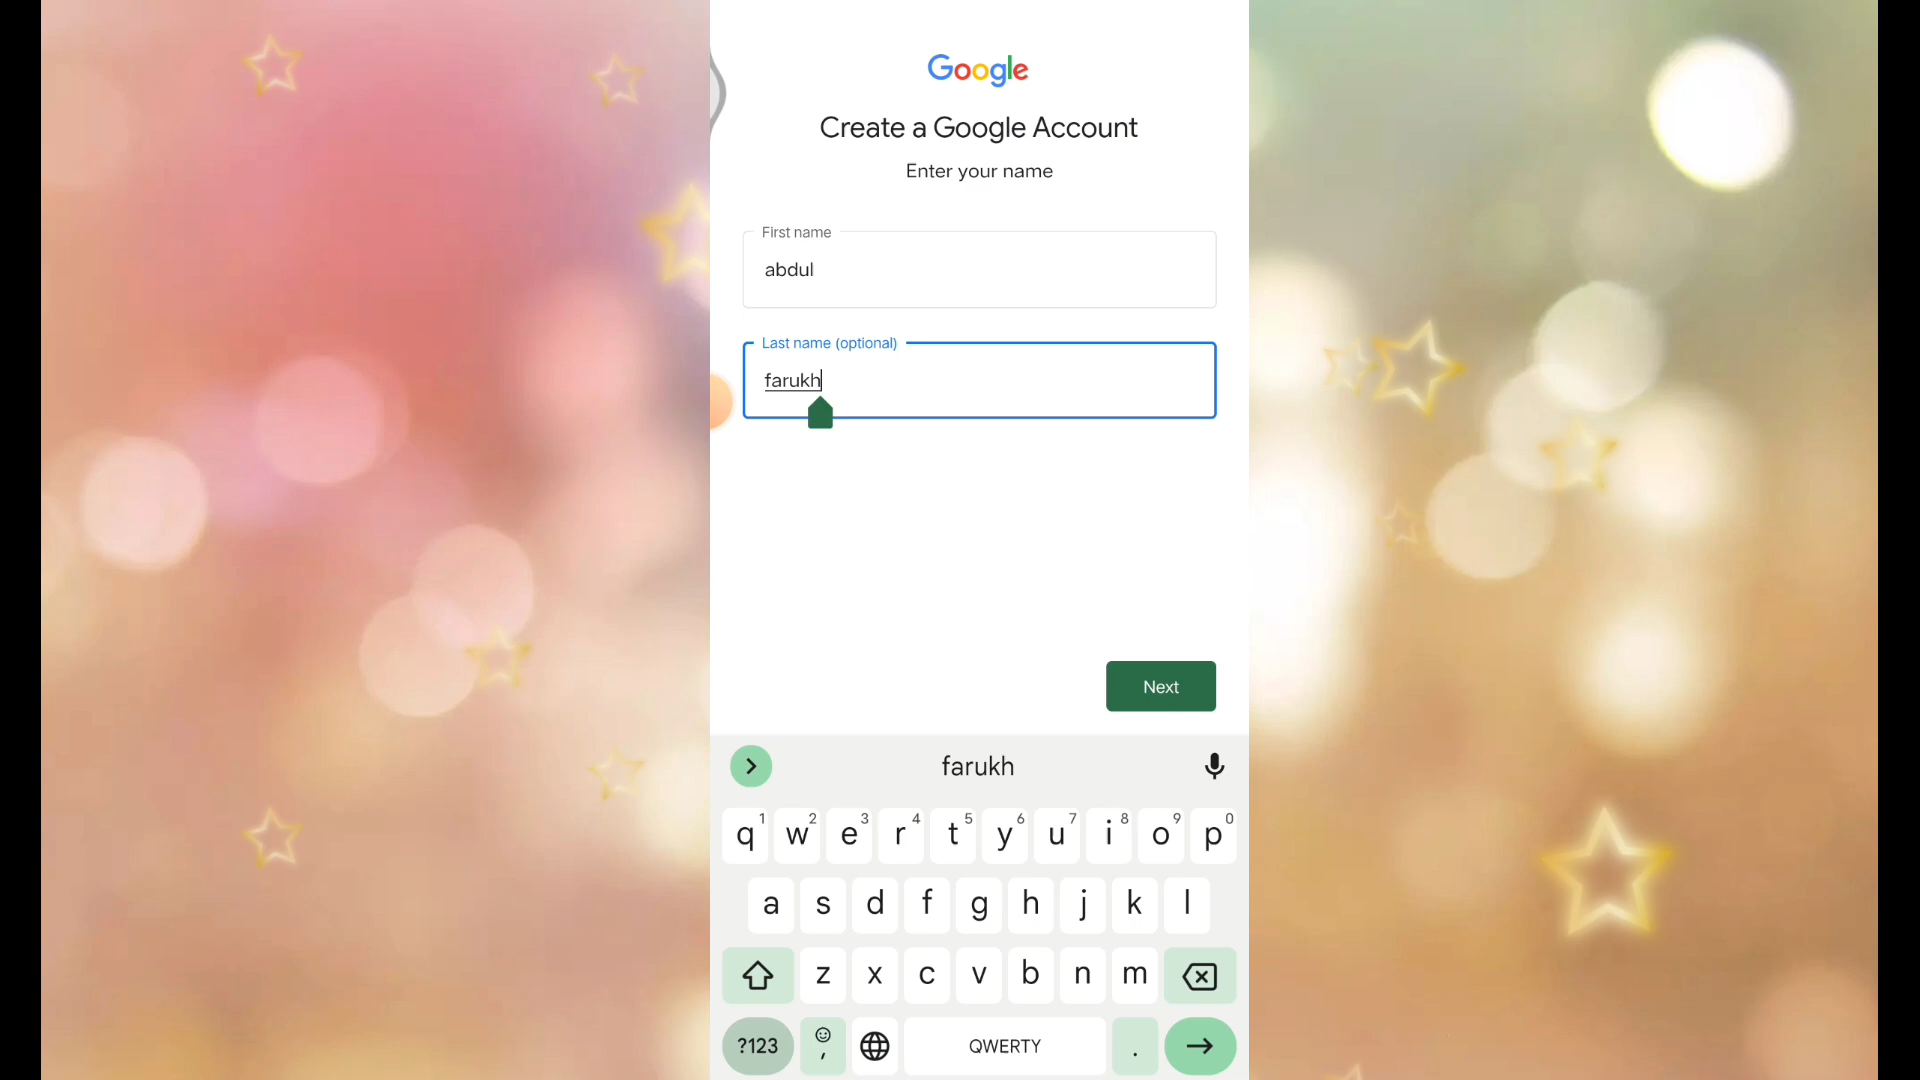 Google
Create a Google Account
Enter your name
First name
abdul
Last name (optional)
farukh
Next
farukh
q1 w2 e3 r4 t5 y6 u7 i8 o9 p0
a s d f g h j k l
z x c v b n m
?123 , QWERTY .